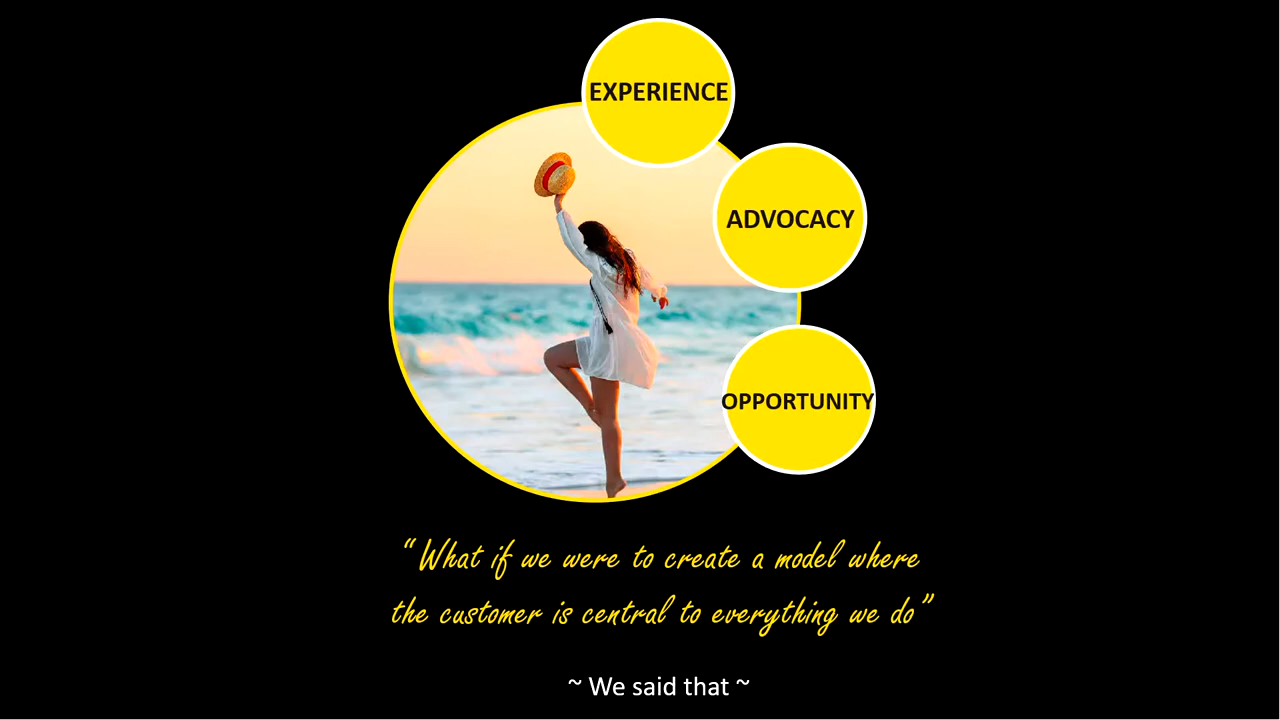 EXPERIENCE
ADVOCACY
OPPORTUNITY
“What if we were to create a model where
the customer is central to everything we do”
~ We said that ~